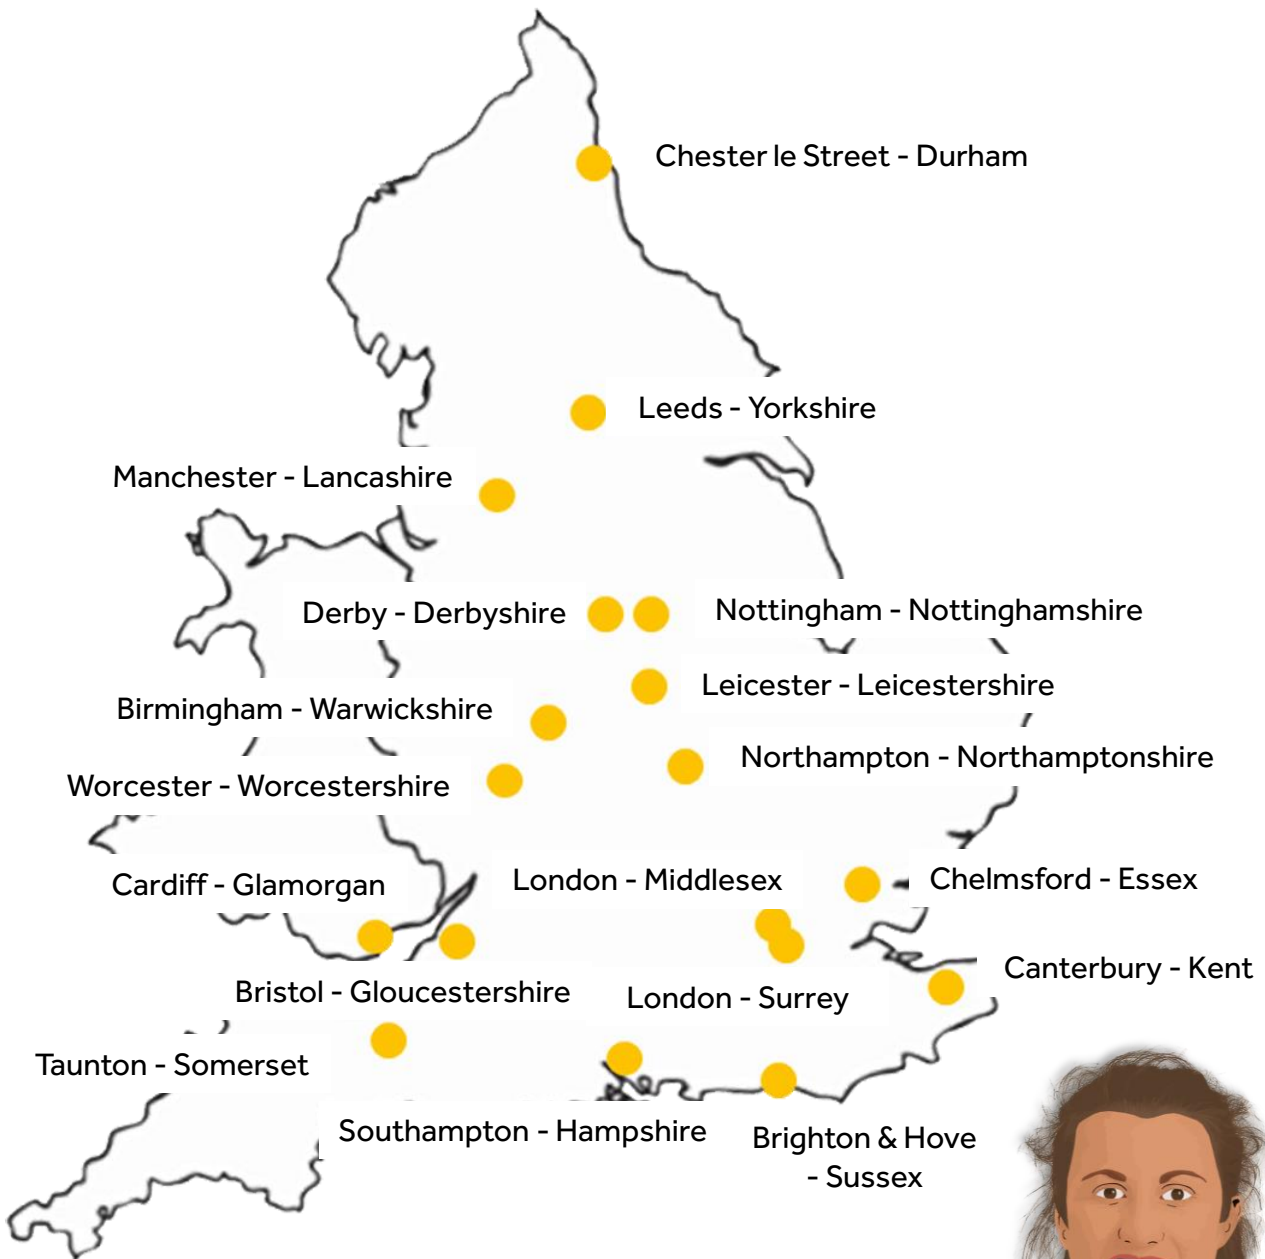 Chester le Street - Durham
Leeds - Yorkshire
Manchester - Lancashire
Derby - Derbyshire
Nottingham - Nottinghamshire
Leicester - Leicestershire
Birmingham - Warwickshire
Northampton - Northamptonshire
Worcester - Worcestershire
Cardiff - Glamorgan
London - Middlesex
Chelmsford - Essex
Canterbury - Kent
Bristol - Gloucestershire
London - Surrey
Taunton - Somerset
Southampton - Hampshire
Brighton & Hove
- Sussex